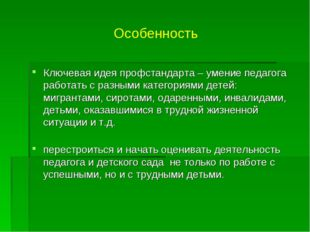 Особенность
Ключевая идея профстандарта – умение педагога
работать с разными категориями детей:
мигрантами, сиротами, одаренными, инвалидами,
детьми, оказавшимися в трудной жизненной
ситуации и т.д.
перестроиться и начать оценивать деятельность
педагога и детского сада не только по работе с
успешными, но и с трудными детьми.